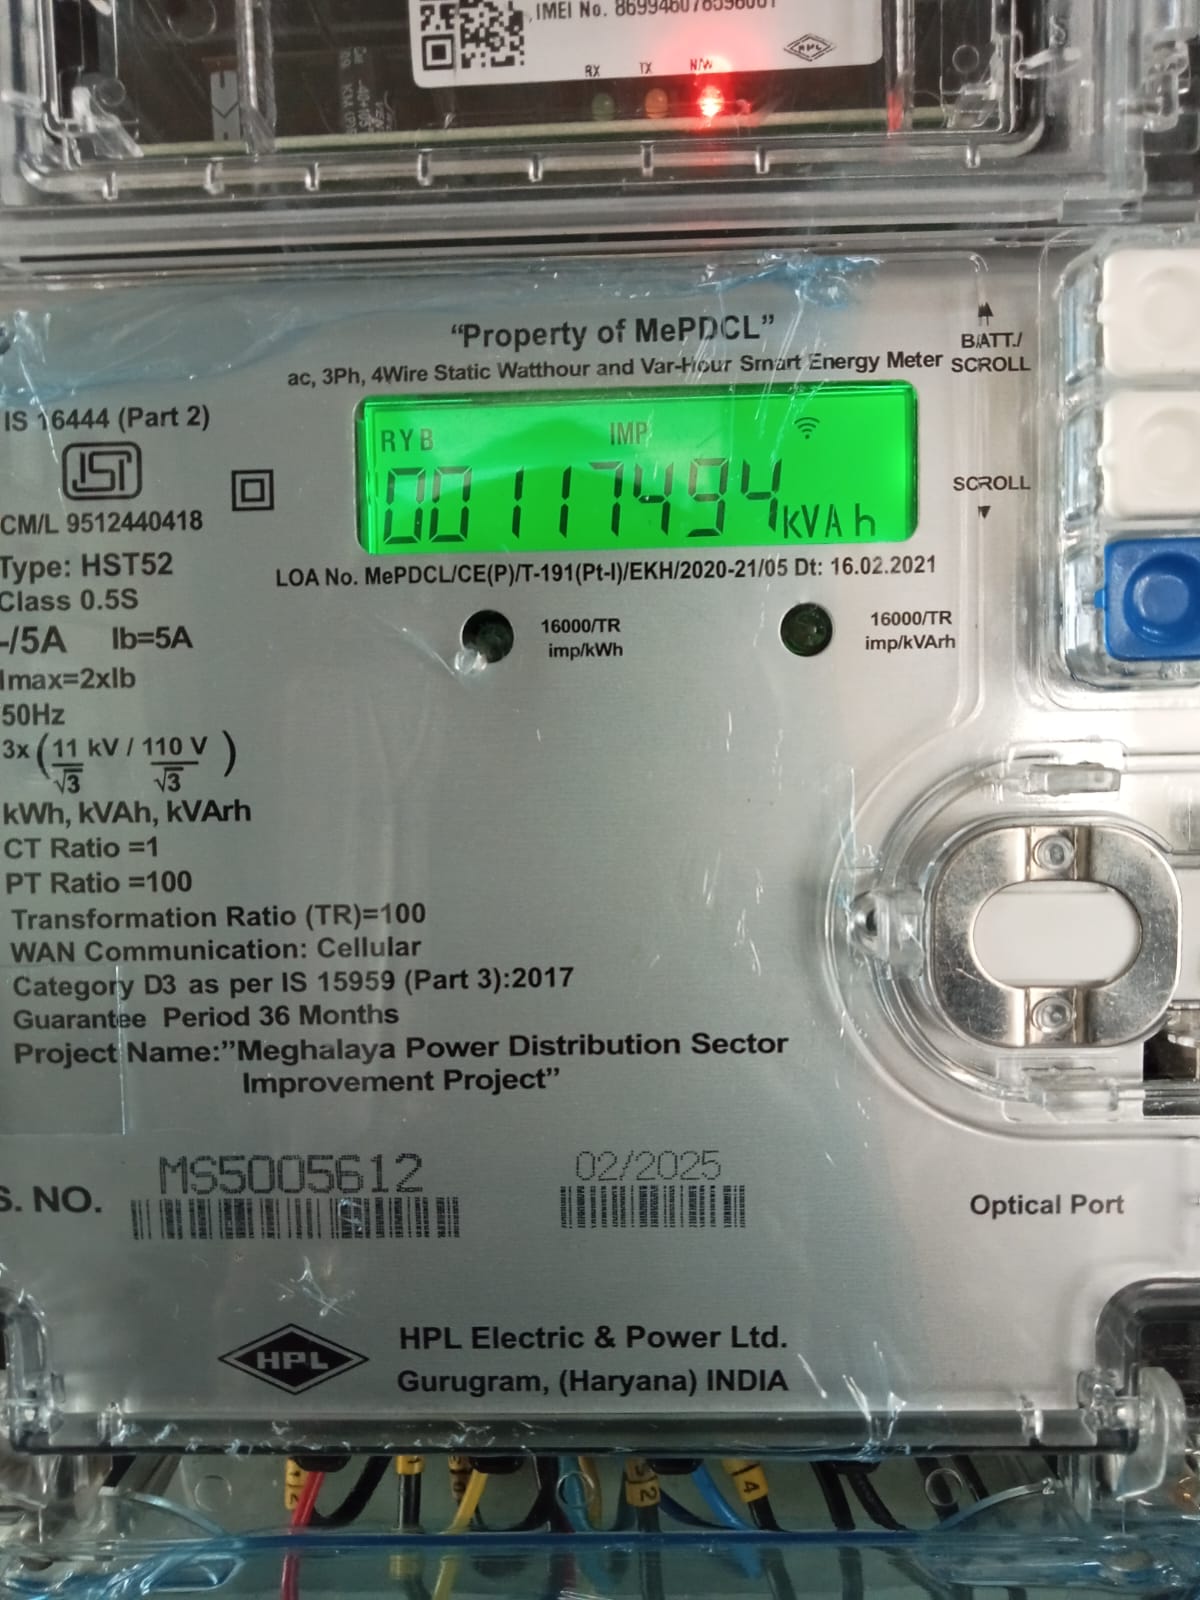 IMEI No.
HPL
RX TX N/W
"Property of MePDCL"
ac, 3Ph, 4Wire Static Watthour and Var-Hour Smart Energy Meter
BATT./
SCROLL
IS 16444 (Part 2)
ISI
CM/L 9512440418
RYB IMP
00117494 kVAh
SCROLL
Type: HST52
Class 0.5S
LOA No. MePDCL/CE(P)/T-191(Pt-I)/EKH/2020-21/05 Dt: 16.02.2021
-/5A Ib=5A
16000/TR
imp/kWh
16000/TR
imp/kVArh
Imax=2xIb
50Hz
3x(11 kV/√3 / 110 V/√3)
kWh, kVAh, kVArh
CT Ratio =1
PT Ratio =100
Transformation Ratio (TR)=100
WAN Communication: Cellular
Category D3 as per IS 15959 (Part 3):2017
Guarantee Period 36 Months
Project Name:"Meghalaya Power Distribution Sector
Improvement Project"
S. NO. MS5005612 02/2025
Optical Port
HPL
HPL Electric & Power Ltd.
Gurugram, (Haryana) INDIA